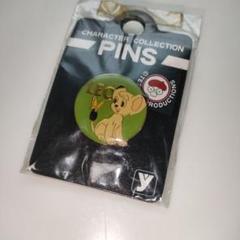 CHARACTER COLLECTION
PINS
LEO
PRODUCTIONS
y